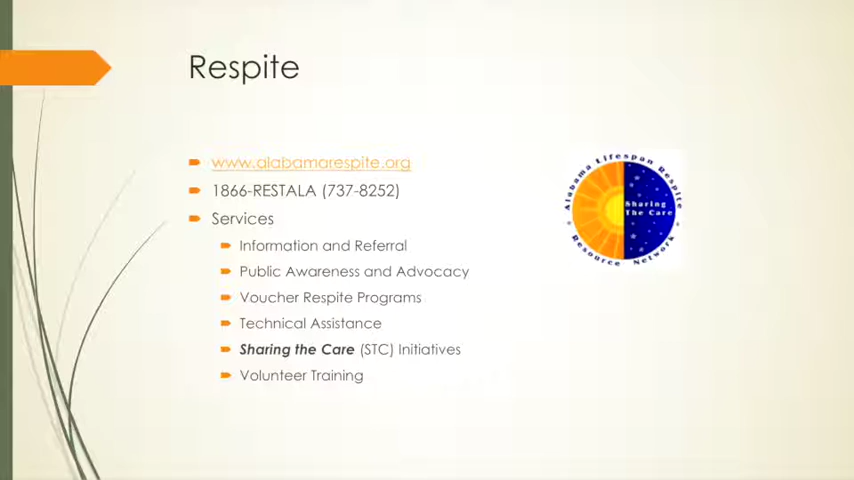 Respite
www.alabamarespite.org
1866-RESTALA (737-8252)
Services
Information and Referral
Public Awareness and Advocacy
Voucher Respite Programs
Technical Assistance
Sharing the Care (STC) Initiatives
Volunteer Training
Alabama Lifespan Respite
Sharing
The Care
Resource Network